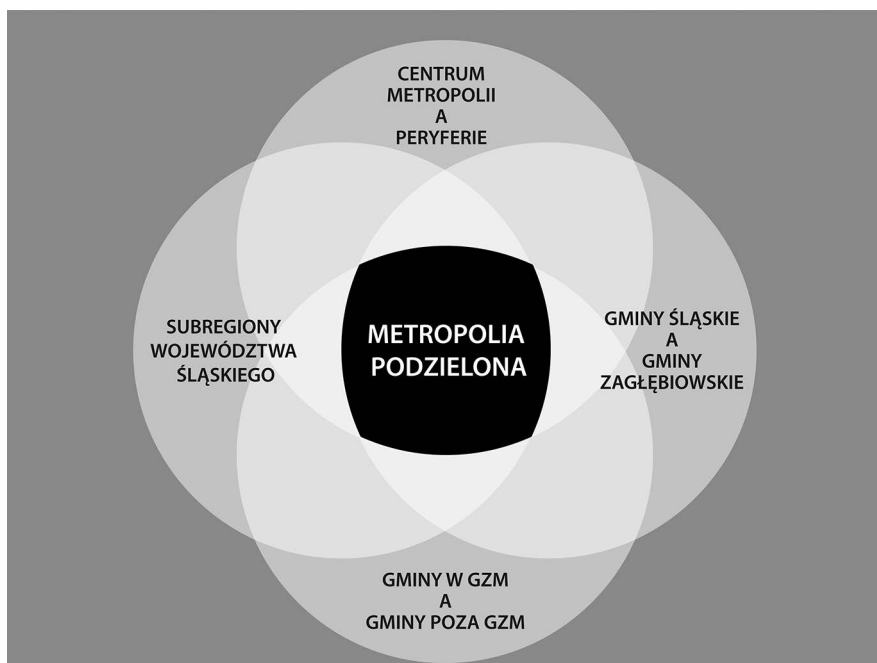 CENTRUM
METROPOLII
A
PERYFERIE
SUBREGIONY
WOJEWÓDZTWA
ŚLĄSKIEGO
METROPOLIA
PODZIELONA
GMINY ŚLĄSKIE
A
GMINY
ZAGŁĘBIOWSKIE
GMINY W GZM
A
GMINY POZA GZM